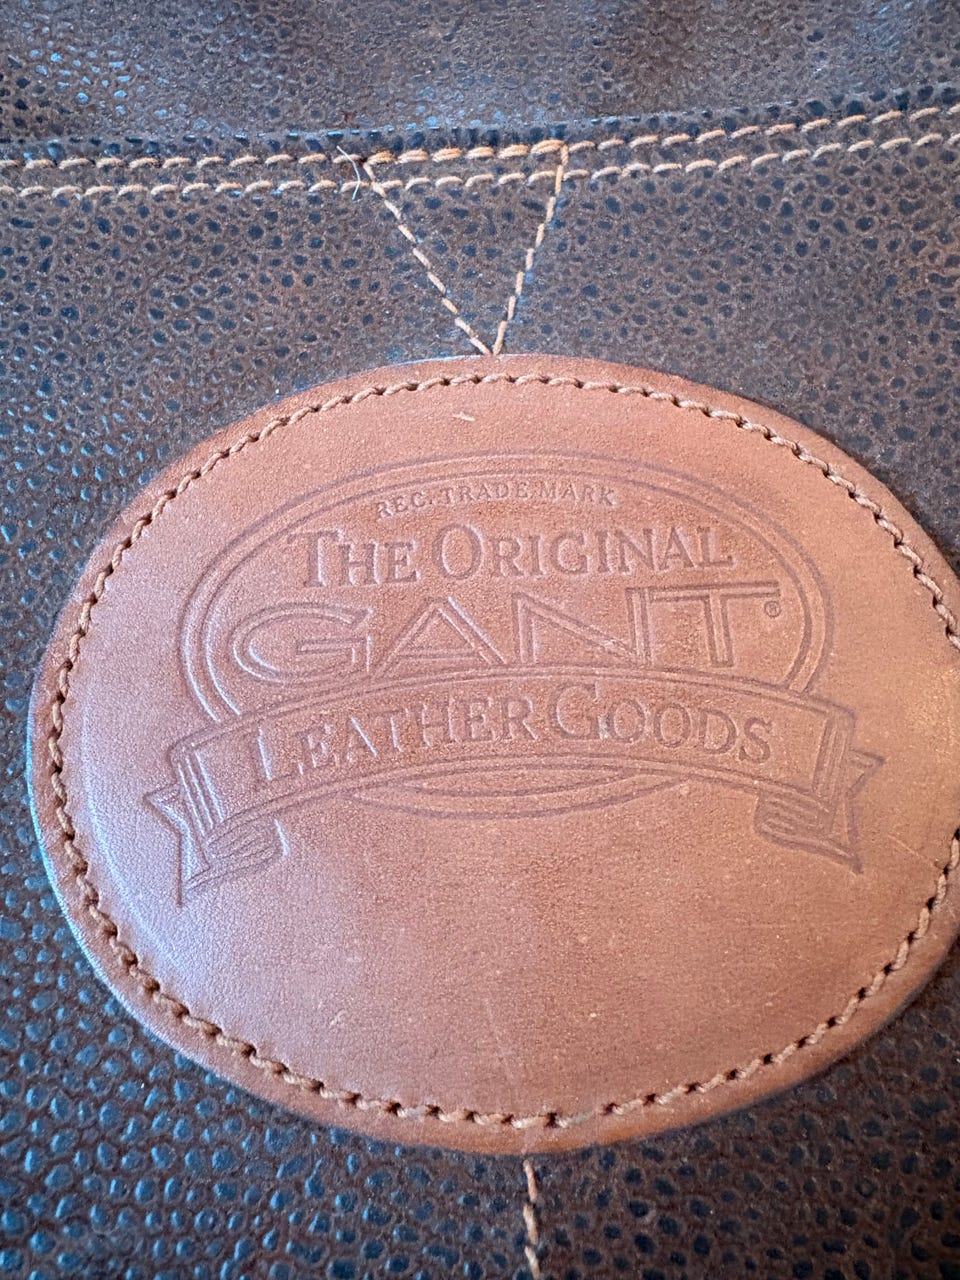 REG. TRADE MARK
THE ORIGINAL
GANT®
LEATHER GOODS